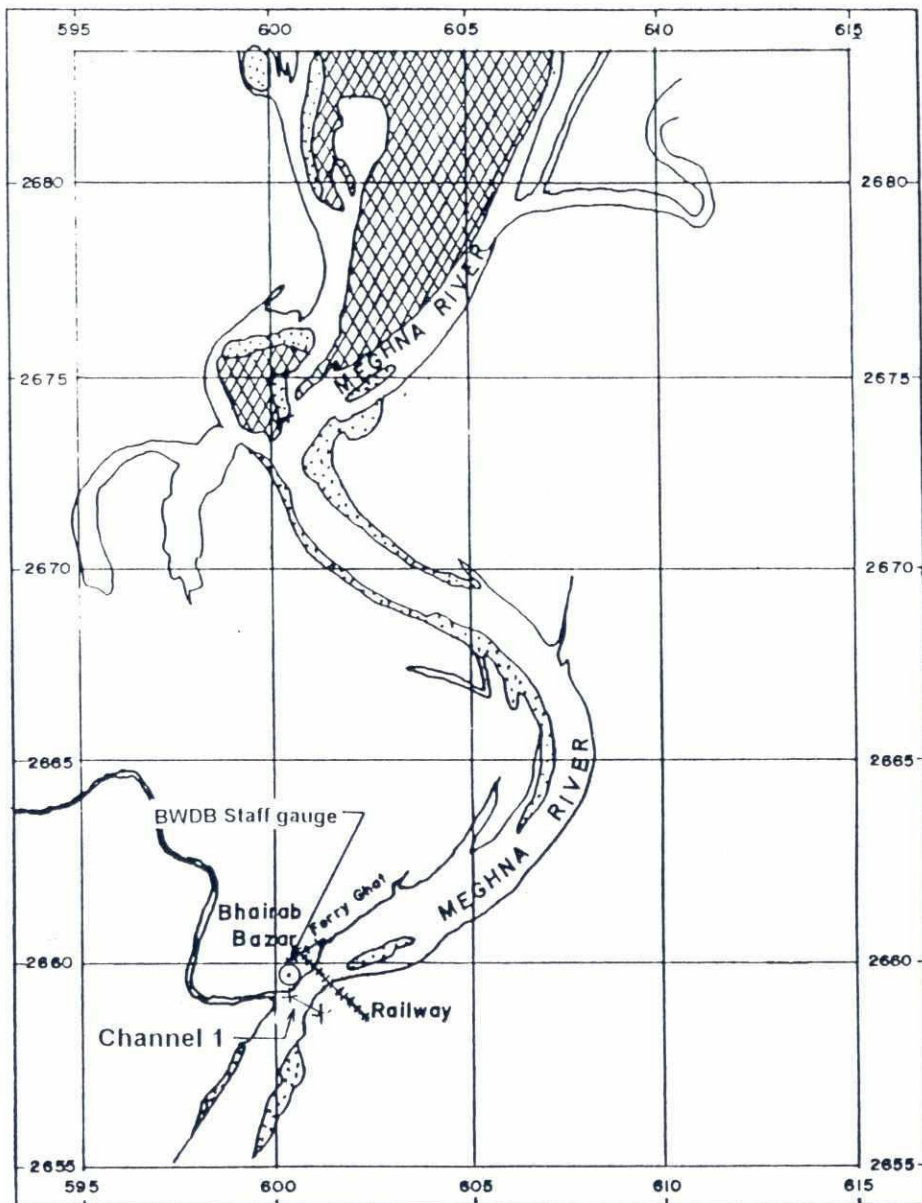 595 600 605 610 615
2680 2680
MEGHNA RIVER
2675 2675
2670 2670
2665 2665
MEGHNA RIVER
BWDB Staff gauge
Ferry Ghat
Bhairab
Bazar
2660 2660
Railway
Channel 1
2655 2655
595 600 605 610 615